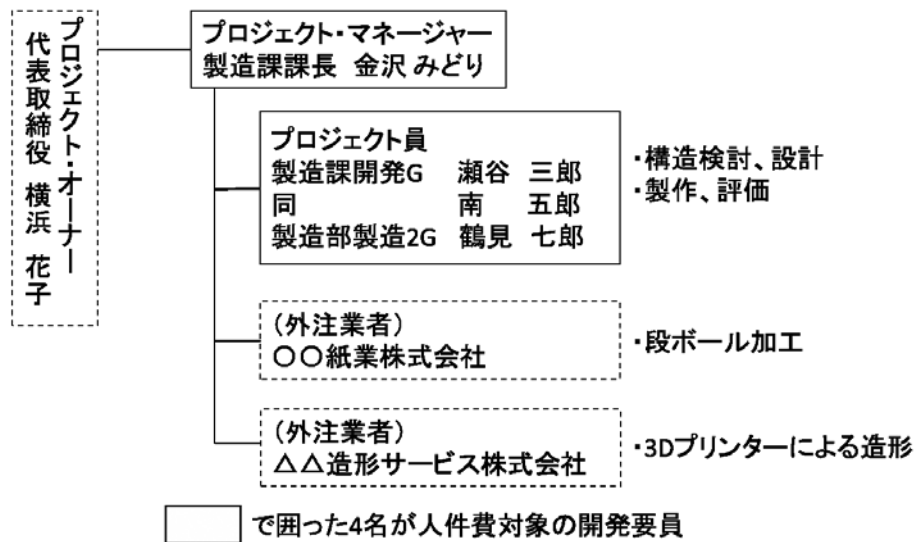 プロジェクト・オーナー
代表取締役 横浜 花子
プロジェクト・マネージャー
製造課課長 金沢 みどり
プロジェクト員
製造課開発G 瀬谷 三郎
同 南 五郎
製造部製造2G 鶴見 七郎
・構造検討、設計
・製作、評価
(外注業者)
〇〇紙業株式会社
・段ボール加工
(外注業者)
△△造形サービス株式会社
・3Dプリンターによる造形
で囲った4名が人件費対象の開発要員